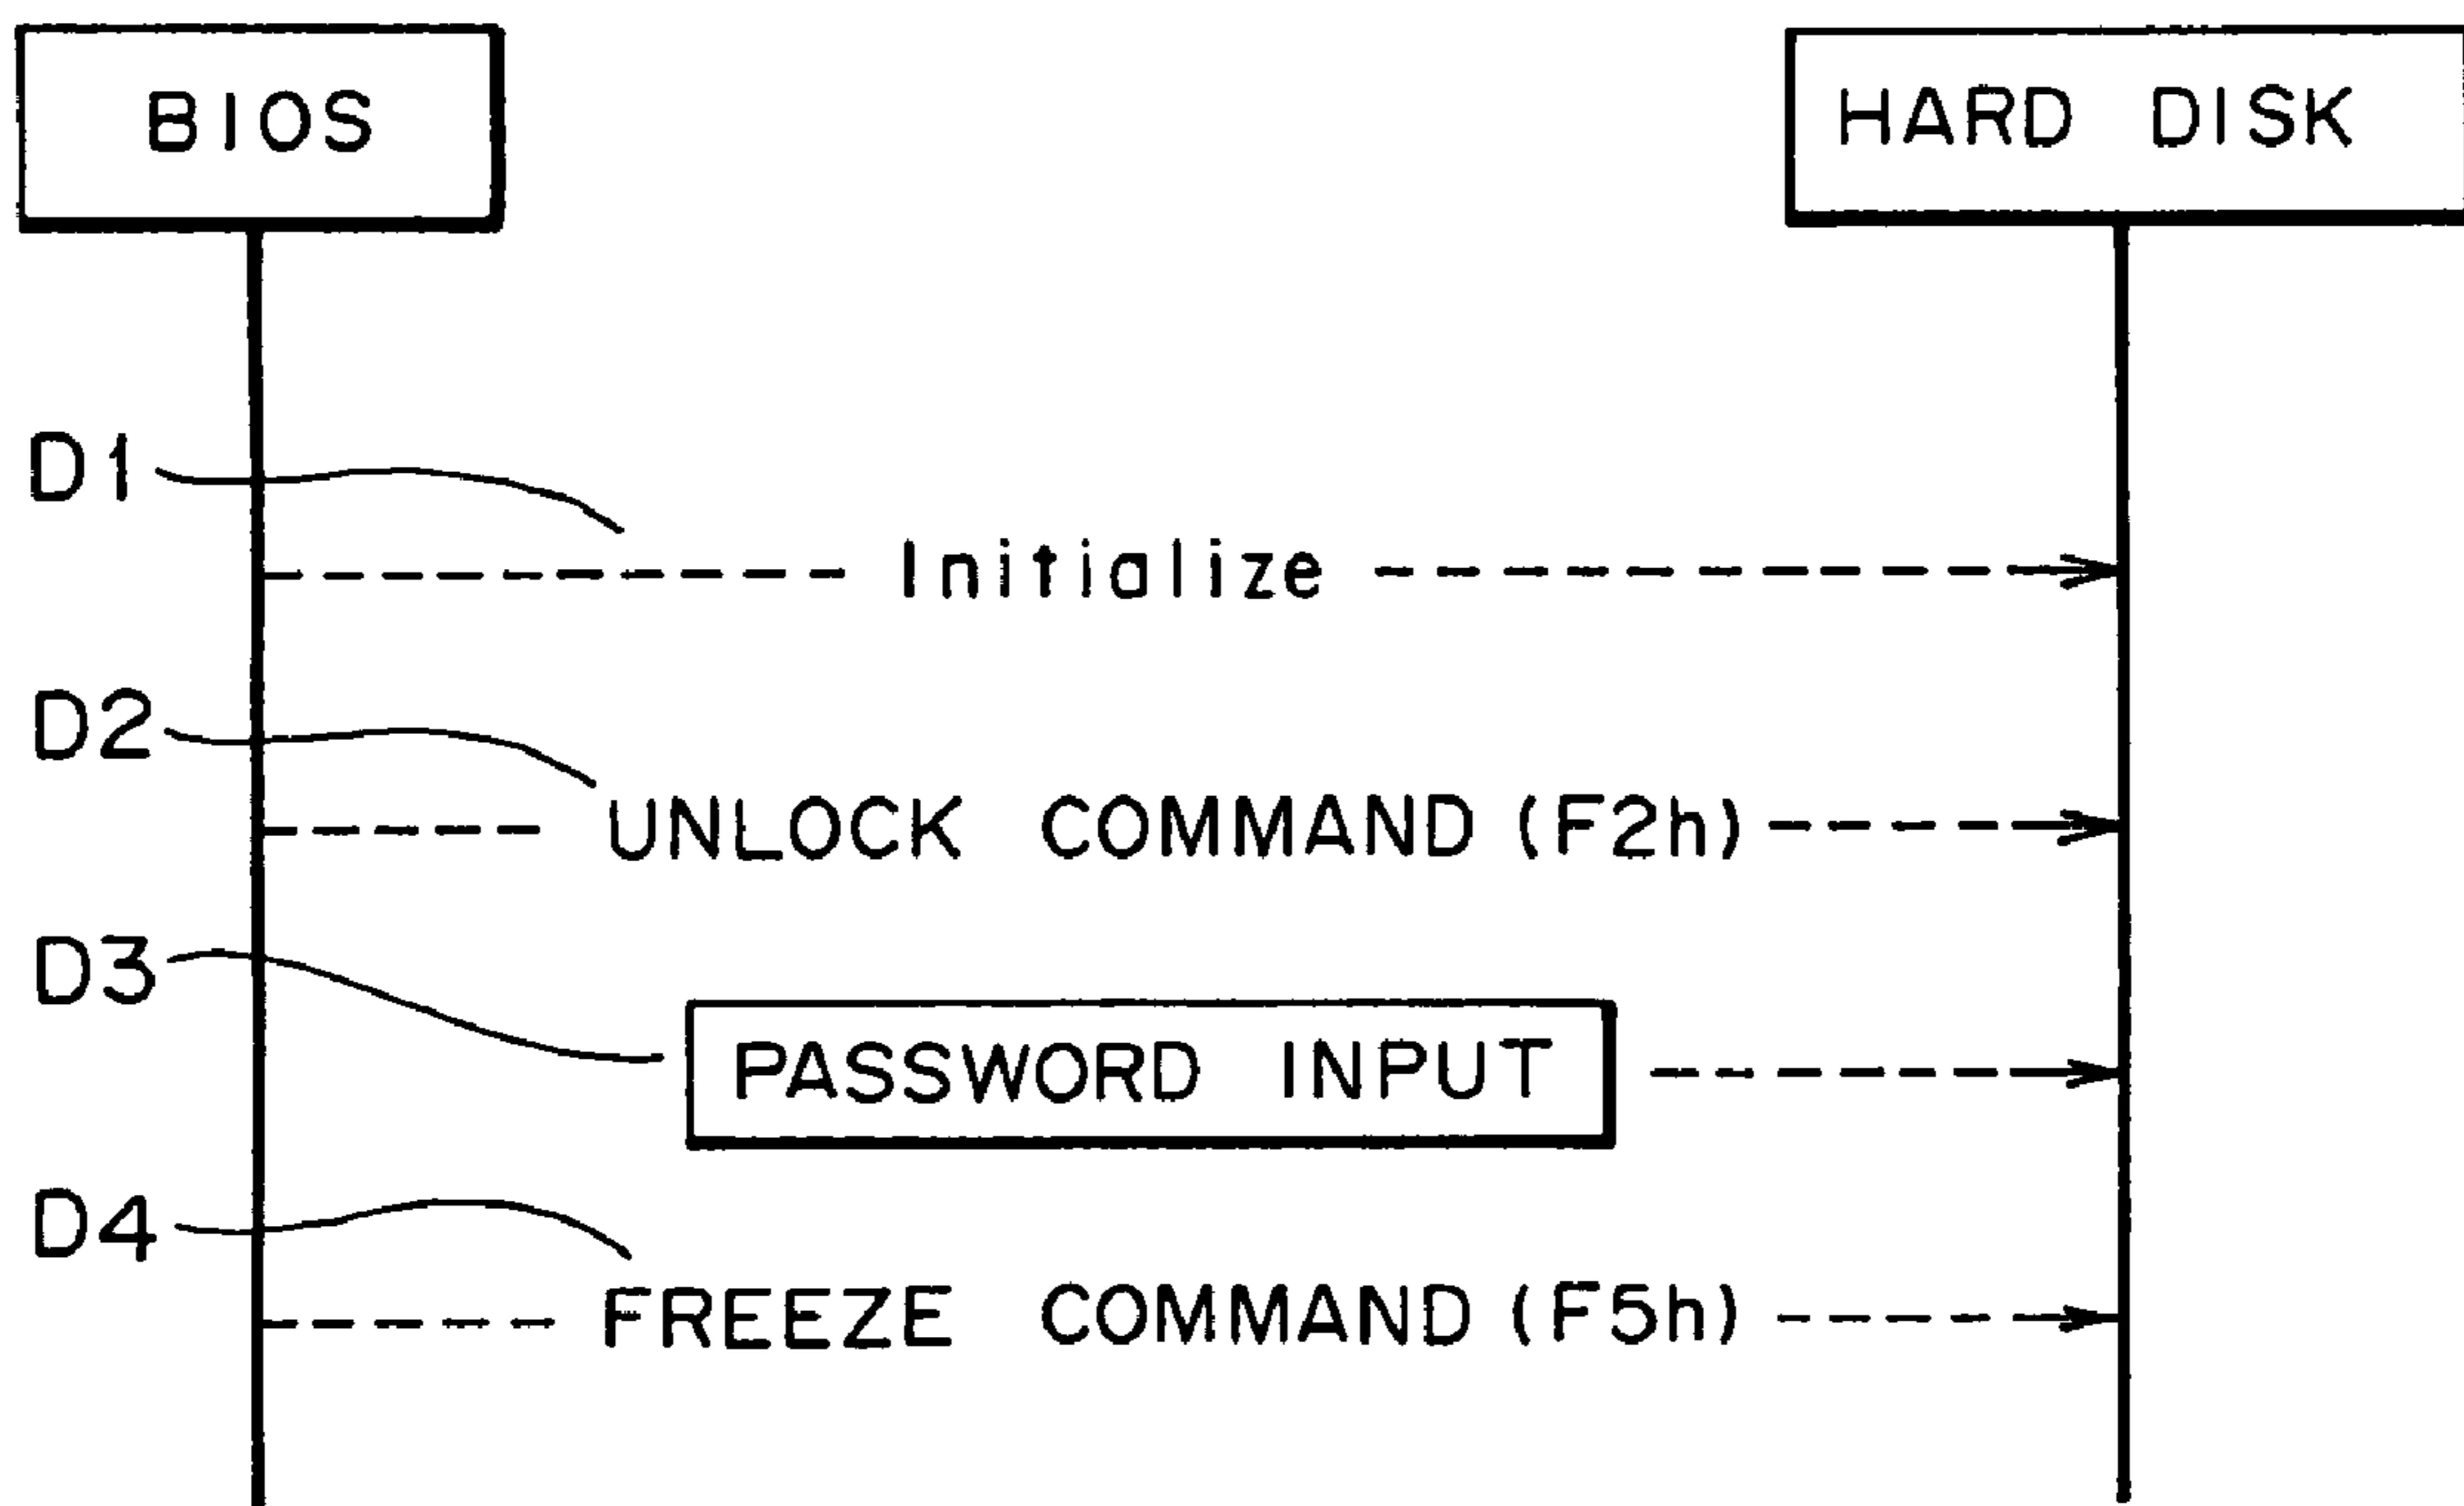 BIOS
HARD DISK
D1
Initialize
D2
UNLOCK COMMAND (F2h)
D3
PASSWORD INPUT
D4
FREEZE COMMAND (F5h)